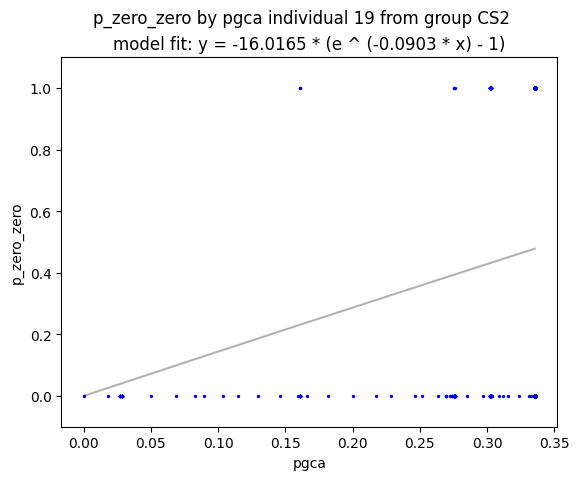 p_zero_zero by pgca individual 19 from group CS2
model fit: y = -16.0165 * (e ^ (-0.0903 * x) - 1)
1.0
0.8
0.6
0.4
0.2
0.0
p_zero_zero
0.00 0.05 0.10 0.15 0.20 0.25 0.30 0.35
pgca